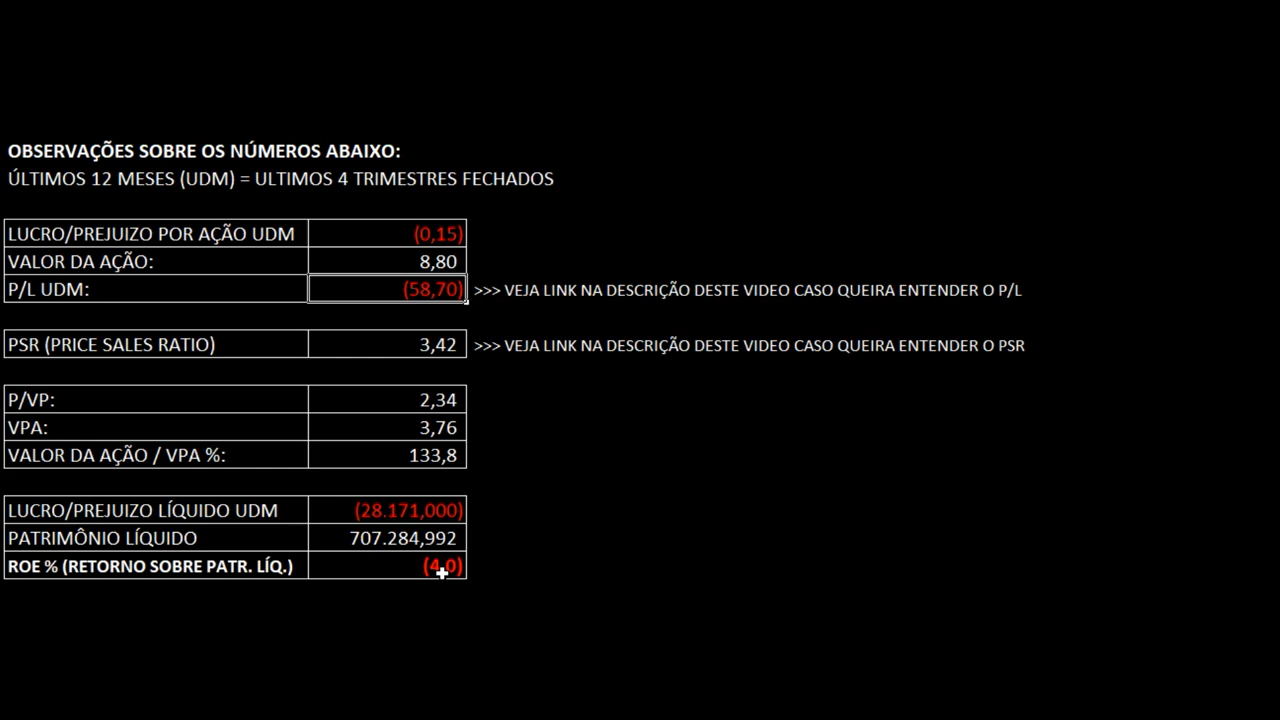 OBSERVAÇÕES SOBRE OS NÚMEROS ABAIXO:
ÚLTIMOS 12 MESES (UDM) = ULTIMOS 4 TRIMESTRES FECHADOS
LUCRO/PREJUIZO POR AÇÃO UDM (0,15)
VALOR DA AÇÃO: 8,80
P/L UDM: (58,70) >>> VEJA LINK NA DESCRIÇÃO DESTE VIDEO CASO QUEIRA ENTENDER O P/L
PSR (PRICE SALES RATIO) 3,42 >>> VEJA LINK NA DESCRIÇÃO DESTE VIDEO CASO QUEIRA ENTENDER O PSR
P/VP: 2,34
VPA: 3,76
VALOR DA AÇÃO / VPA %: 133,8
LUCRO/PREJUIZO LÍQUIDO UDM (28.171,000)
PATRIMÔNIO LÍQUIDO 707.284,992
ROE % (RETORNO SOBRE PATR. LÍQ.) (4,0)